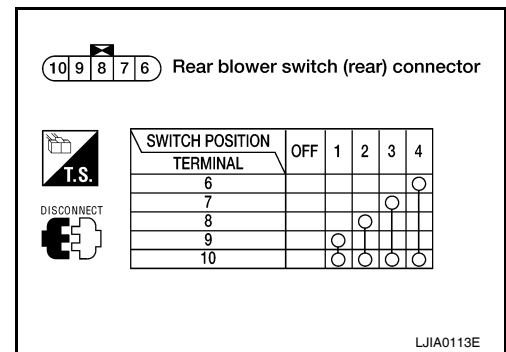 10 9 8 7 6 Rear blower switch (rear) connector
T.S.
DISCONNECT
SWITCH POSITION
TERMINAL
OFF 1 2 3 4
6
7
8
9
10
LJIA0113E